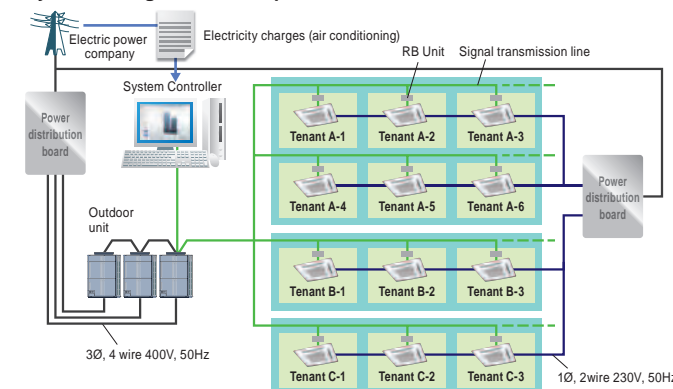 Electric power
company
Electricity charges (air conditioning)
RB Unit
Signal transmission line
System Controller
Power
distribution
board
Tenant A-1
Tenant A-2
Tenant A-3
Tenant A-4
Tenant A-5
Tenant A-6
Power
distribution
board
Outdoor
unit
Tenant B-1
Tenant B-2
Tenant B-3
3Ø, 4 wire 400V, 50Hz
Tenant C-1
Tenant C-2
Tenant C-3
1Ø, 2wire 230V, 50Hz